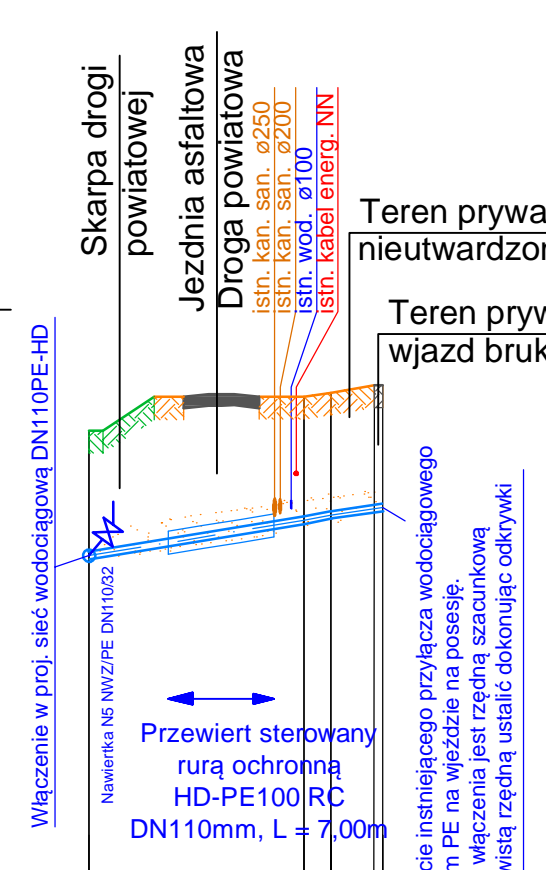 Skarpa drogi
powiatowej
Jezdnia asfaltowa
Droga powiatowa
istn. kan. san. ø250
istn. kan. san. ø200
istn. wod. ø100
istn. kabel energ. NN
Teren prywa
nieutwardzon
Teren pryw
wjazd bruk
Włączenie w proj. sieć wodociągową DN110PE-HD
Nawiertka N5 NWZ/PE DN110/32
Przewiert sterowany
rurą ochronną
HD-PE100 RC
DN110mm, L = 7,00m
cie instniejącego przyłącza wodociągowego
m PE na wjeździe na posesję.
włączenia jest rzędną szacunkową
wistą rzędną ustalić dokonując odkrywki